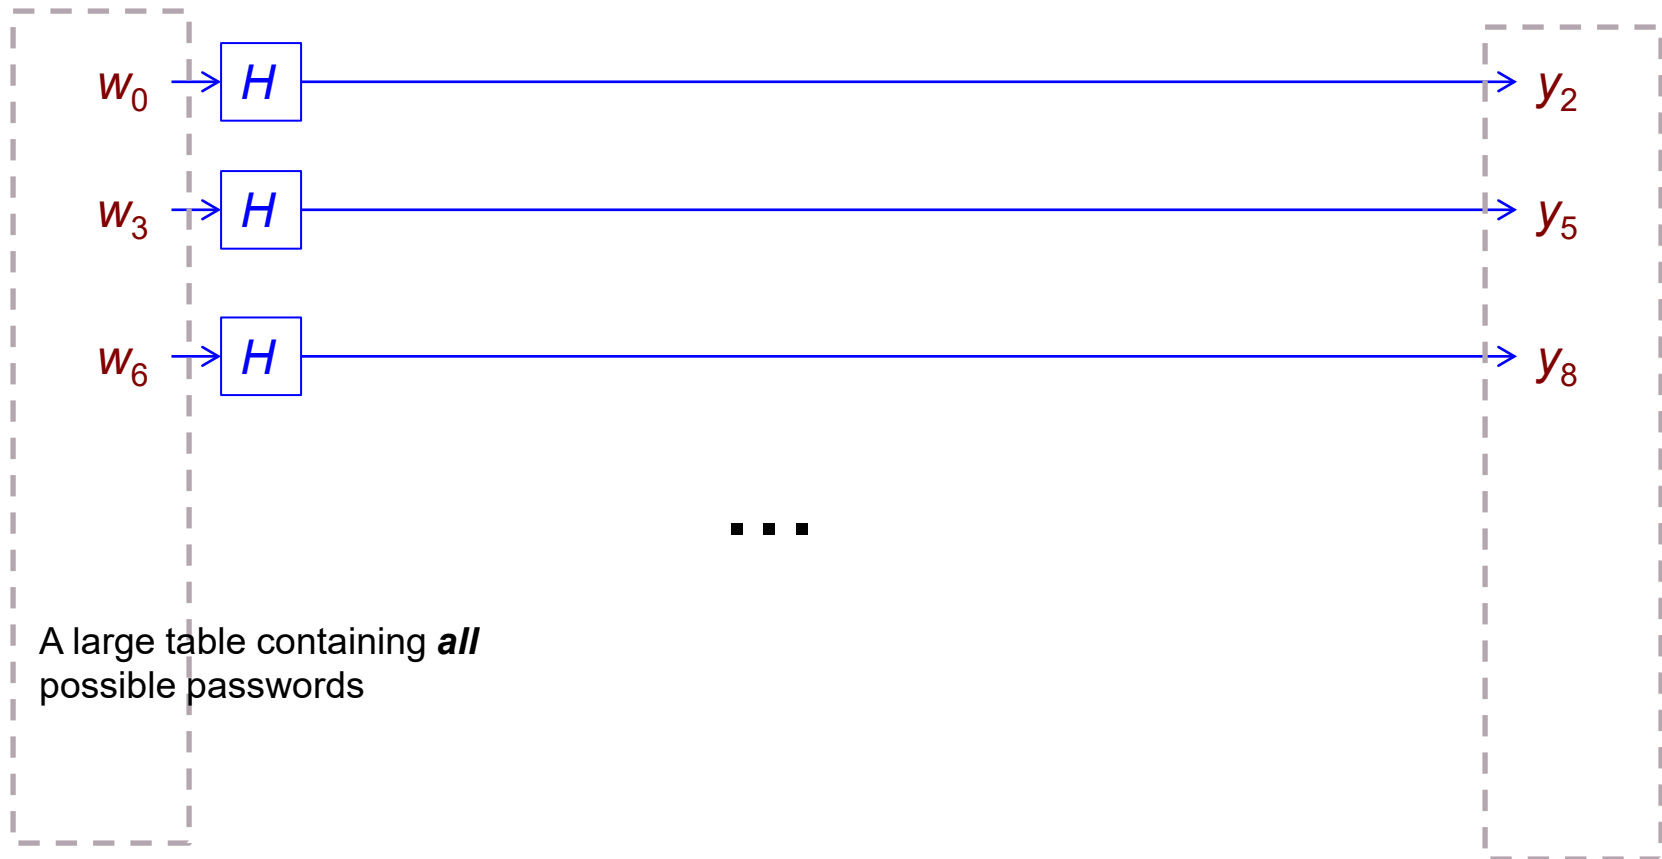 w₀ H y₂
w₃ H y₅
w₆ H y₈
...
A large table containing all
possible passwords